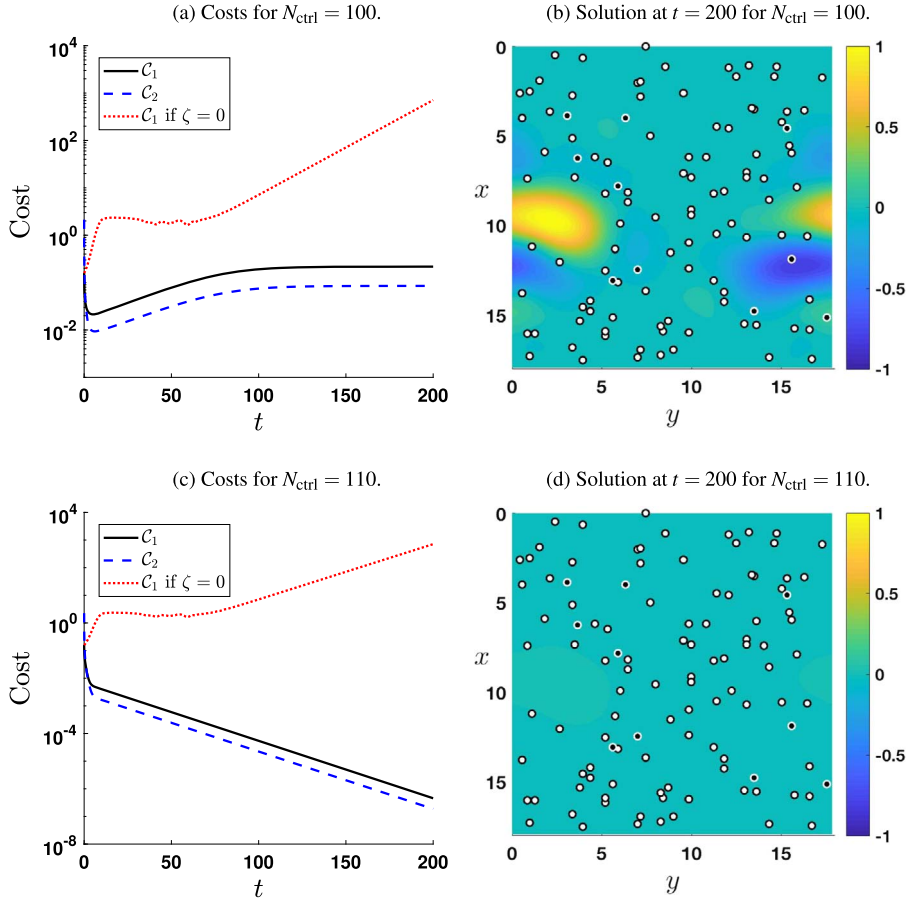 (a) Costs for N_ctrl = 100.
(b) Solution at t = 200 for N_ctrl = 100.
10^4
10^2
10^0
10^-2
Cost
C_1
C_2
C_1 if ζ = 0
0 50 100 150 200
t
0
5
10
15
x
0 5 10 15
y
1
0.5
0
-0.5
-1
(c) Costs for N_ctrl = 110.
(d) Solution at t = 200 for N_ctrl = 110.
10^4
10^0
10^-4
10^-8
Cost
C_1
C_2
C_1 if ζ = 0
0 50 100 150 200
t
0
5
10
15
x
0 5 10 15
y
1
0.5
0
-0.5
-1